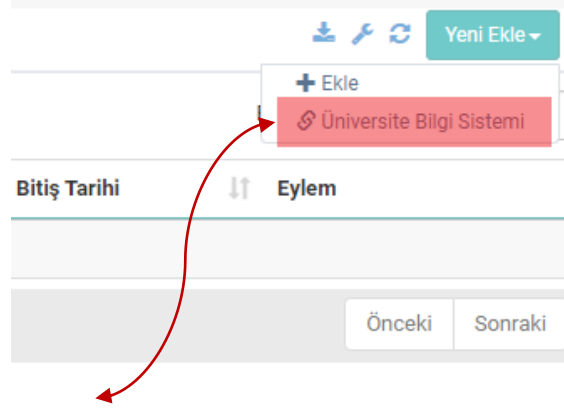 Yeni Ekle
Ekle
Üniversite Bilgi Sistemi
Bitiş Tarihi Eylem
Önceki Sonraki